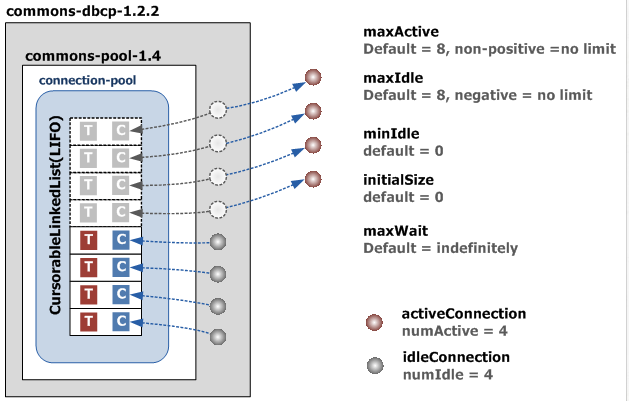 commons-dbcp-1.2.2
commons-pool-1.4
connection-pool
CursorableLinkedList(LIFO)
T C
T C
T C
T C
T C
T C
T C
T C
maxActive
Default = 8, non-positive =no limit
maxIdle
Default = 8, negative = no limit
minIdle
default = 0
initialSize
default = 0
maxWait
Default = indefinitely
activeConnection
numActive = 4
idleConnection
numIdle = 4